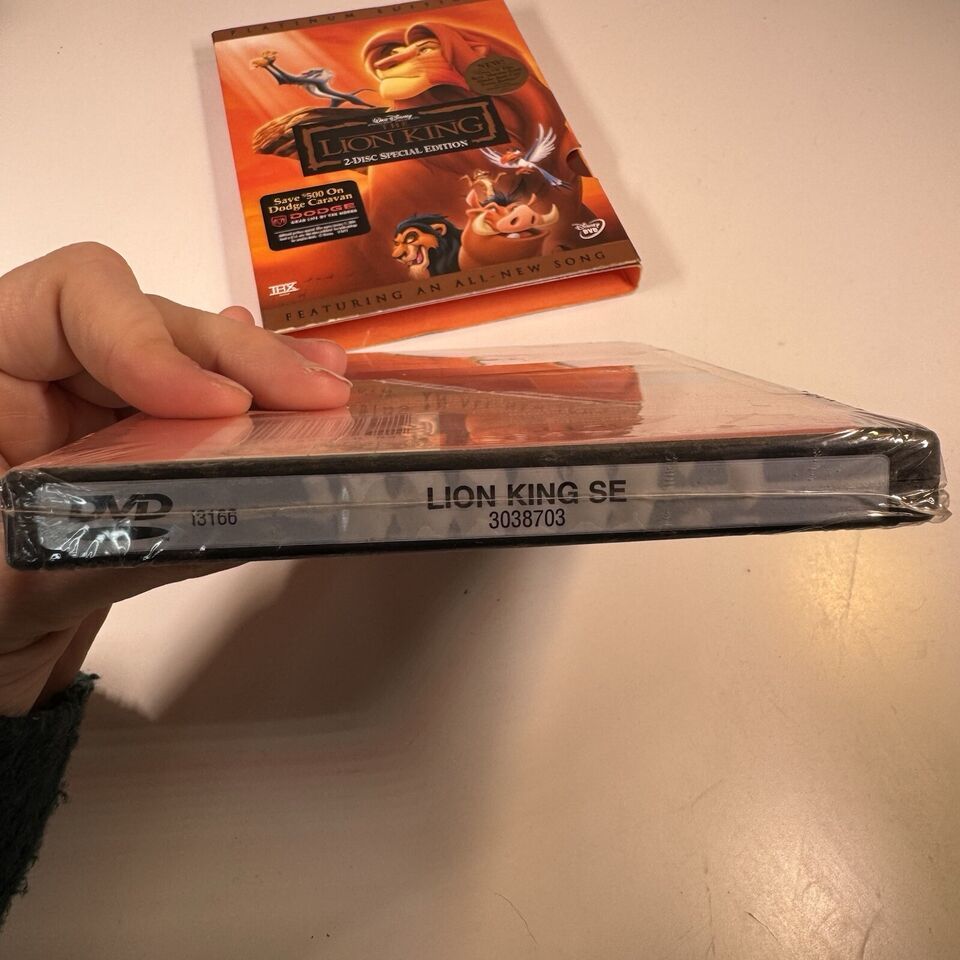 PLATINUM EDITION
NEW!
Walt Disney
THE
LION KING
2-DISC SPECIAL EDITION
Save $500 On
Dodge Caravan
DODGE
Disney
DVD
THX
FEATURING AN ALL-NEW SONG
DVD
13166
LION KING SE
3038703